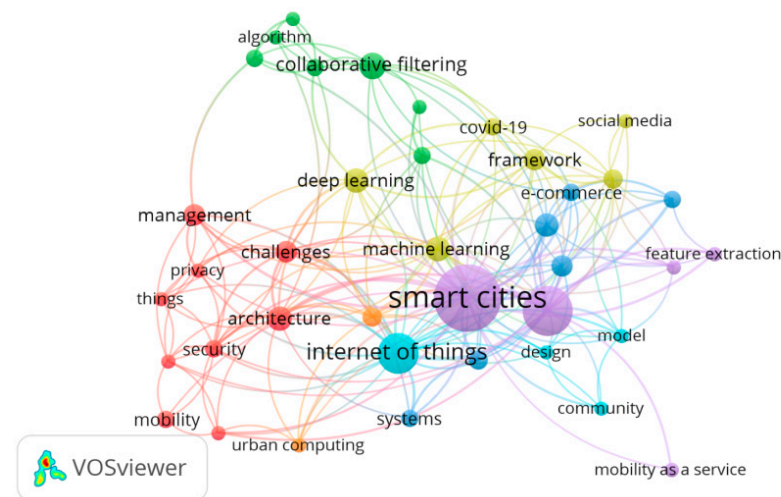 algorithm
collaborative filtering
covid-19
social media
framework
deep learning
e-commerce
management
challenges
machine learning
feature extraction
privacy
things
smart cities
architecture
internet of things
security
design
model
community
mobility
systems
urban computing
mobility as a service
VOSviewer